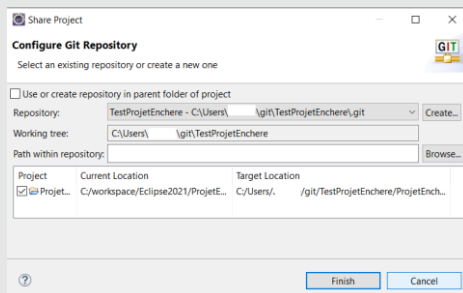 Share Project
Configure Git Repository
Select an existing repository or create a new one
GIT
Use or create repository in parent folder of project
Repository: TestProjetEnchere - C:\Users\ \git\TestProjetEnchere\.git Create...
Working tree: C:\Users\ \git\TestProjetEnchere
Path within repository: Browse...
Project Current Location Target Location
Projet... C:/workspace/Eclipse2021/ProjetE... C:/Users/. /git/TestProjetEnchere/ProjetEnch...
? Finish Cancel